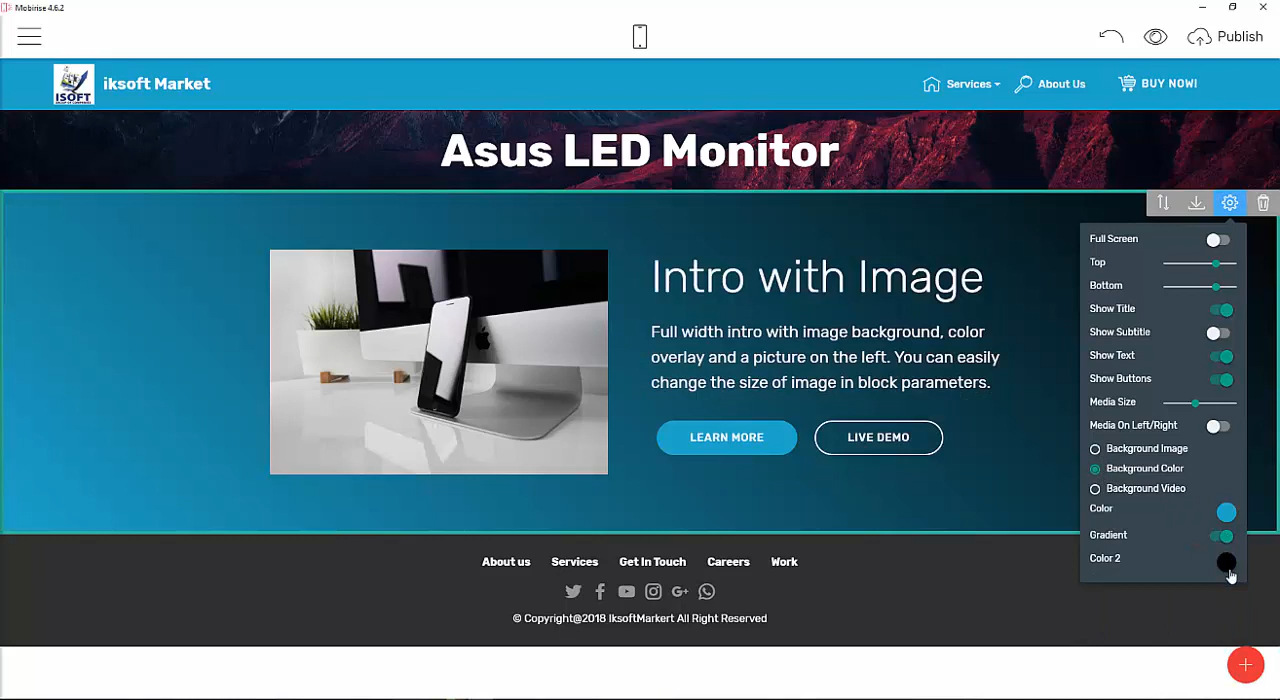 Mobirise 4.6.2
Publish
ISOFT
iksoft Market
Services
About Us
BUY NOW!
Asus LED Monitor
Intro with Image
Full width intro with image background, color
overlay and a picture on the left. You can easily
change the size of image in block parameters.
LEARN MORE
LIVE DEMO
Full Screen
Top
Bottom
Show Title
Show Subtitle
Show Text
Show Buttons
Media Size
Media On Left/Right
Background Image
Background Color
Background Video
Color
Gradient
Color 2
About us
Services
Get In Touch
Careers
Work
© Copyright@2018 IksoftMarkert All Right Reserved